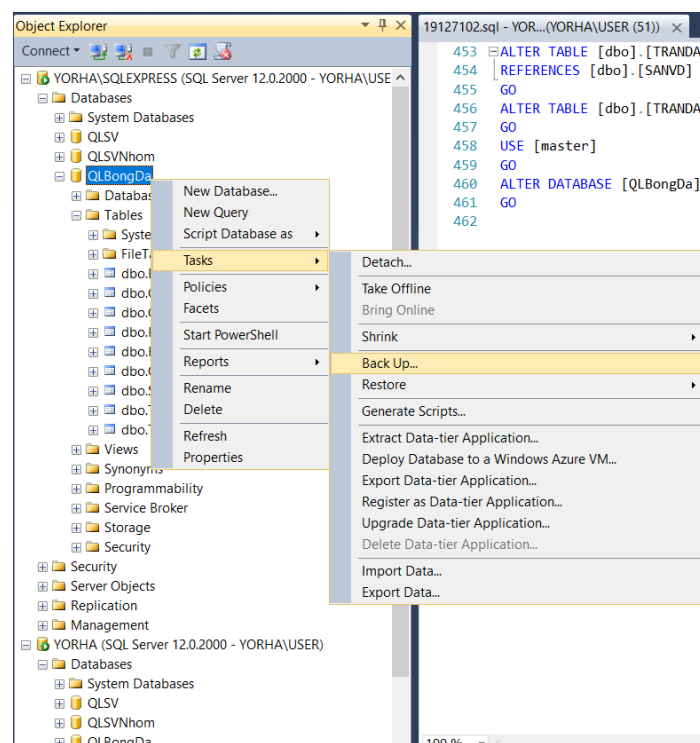 Object Explorer
Connect
YORHA\SQLEXPRESS (SQL Server 12.0.2000 - YORHA\USE
Databases
System Databases
QLSV
QLSVNhom
QLBongDa
Databas
Tables
Syste
FileTa
dbo.
dbo.
dbo.
dbo.
dbo.
dbo.
dbo.
dbo.
dbo.
Views
Synonyms
Programmability
Service Broker
Storage
Security
Security
Server Objects
Replication
Management
YORHA (SQL Server 12.0.2000 - YORHA\USER)
Databases
System Databases
QLSV
QLSVNhom
QLBongDa
New Database...
New Query
Script Database as
Tasks
Policies
Facets
Start PowerShell
Reports
Rename
Delete
Refresh
Properties
Detach...
Take Offline
Bring Online
Shrink
Back Up...
Restore
Generate Scripts...
Extract Data-tier Application...
Deploy Database to a Windows Azure VM...
Export Data-tier Application...
Register as Data-tier Application...
Upgrade Data-tier Application...
Delete Data-tier Application...
Import Data...
Export Data...
19127102.sql - YOR...(YORHA\USER (51))
453 ALTER TABLE [dbo].[TRANDA
454 REFERENCES [dbo].[SANVD]
455 GO
456 ALTER TABLE [dbo].[TRANDA
457 GO
458 USE [master]
459 GO
460 ALTER DATABASE [QLBongDa]
461 GO
462
100 %